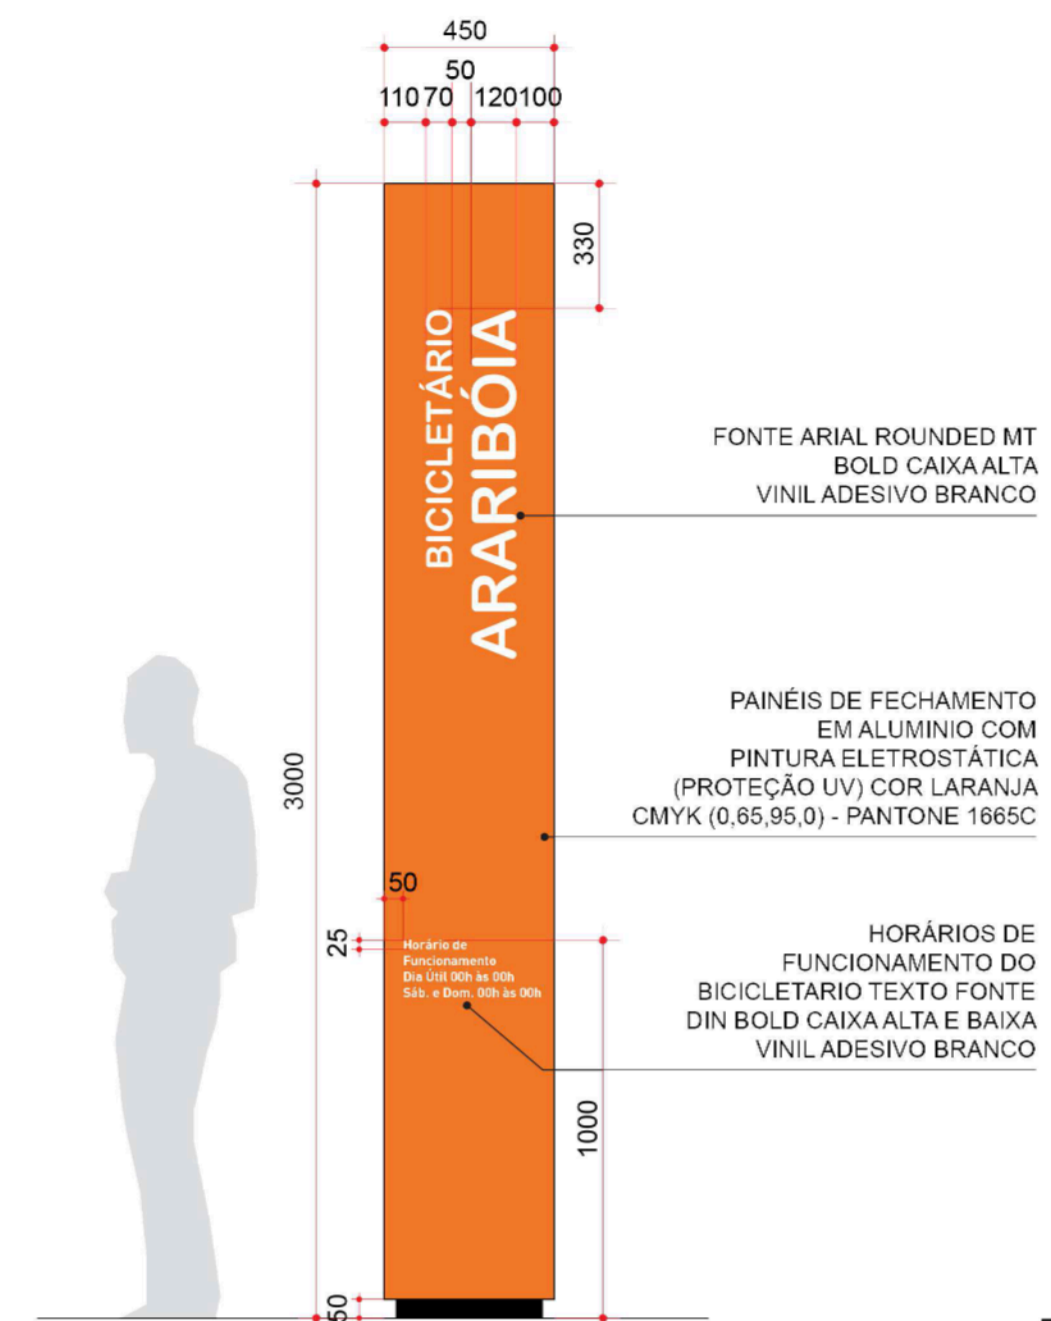 450
50
110 70 120 100
330
BICICLETÁRIO
ARARIBÓIA
FONTE ARIAL ROUNDED MT
BOLD CAIXA ALTA
VINIL ADESIVO BRANCO
PAINÉIS DE FECHAMENTO
EM ALUMINIO COM
PINTURA ELETROSTÁTICA
(PROTEÇÃO UV) COR LARANJA
CMYK (0,65,95,0) - PANTONE 1665C
3000
50
25
Horário de
Funcionamento
Dia Útil 00h às 00h
Sáb. e Dom. 00h às 00h
HORÁRIOS DE
FUNCIONAMENTO DO
BICICLETARIO TEXTO FONTE
DIN BOLD CAIXA ALTA E BAIXA
VINIL ADESIVO BRANCO
1000
50